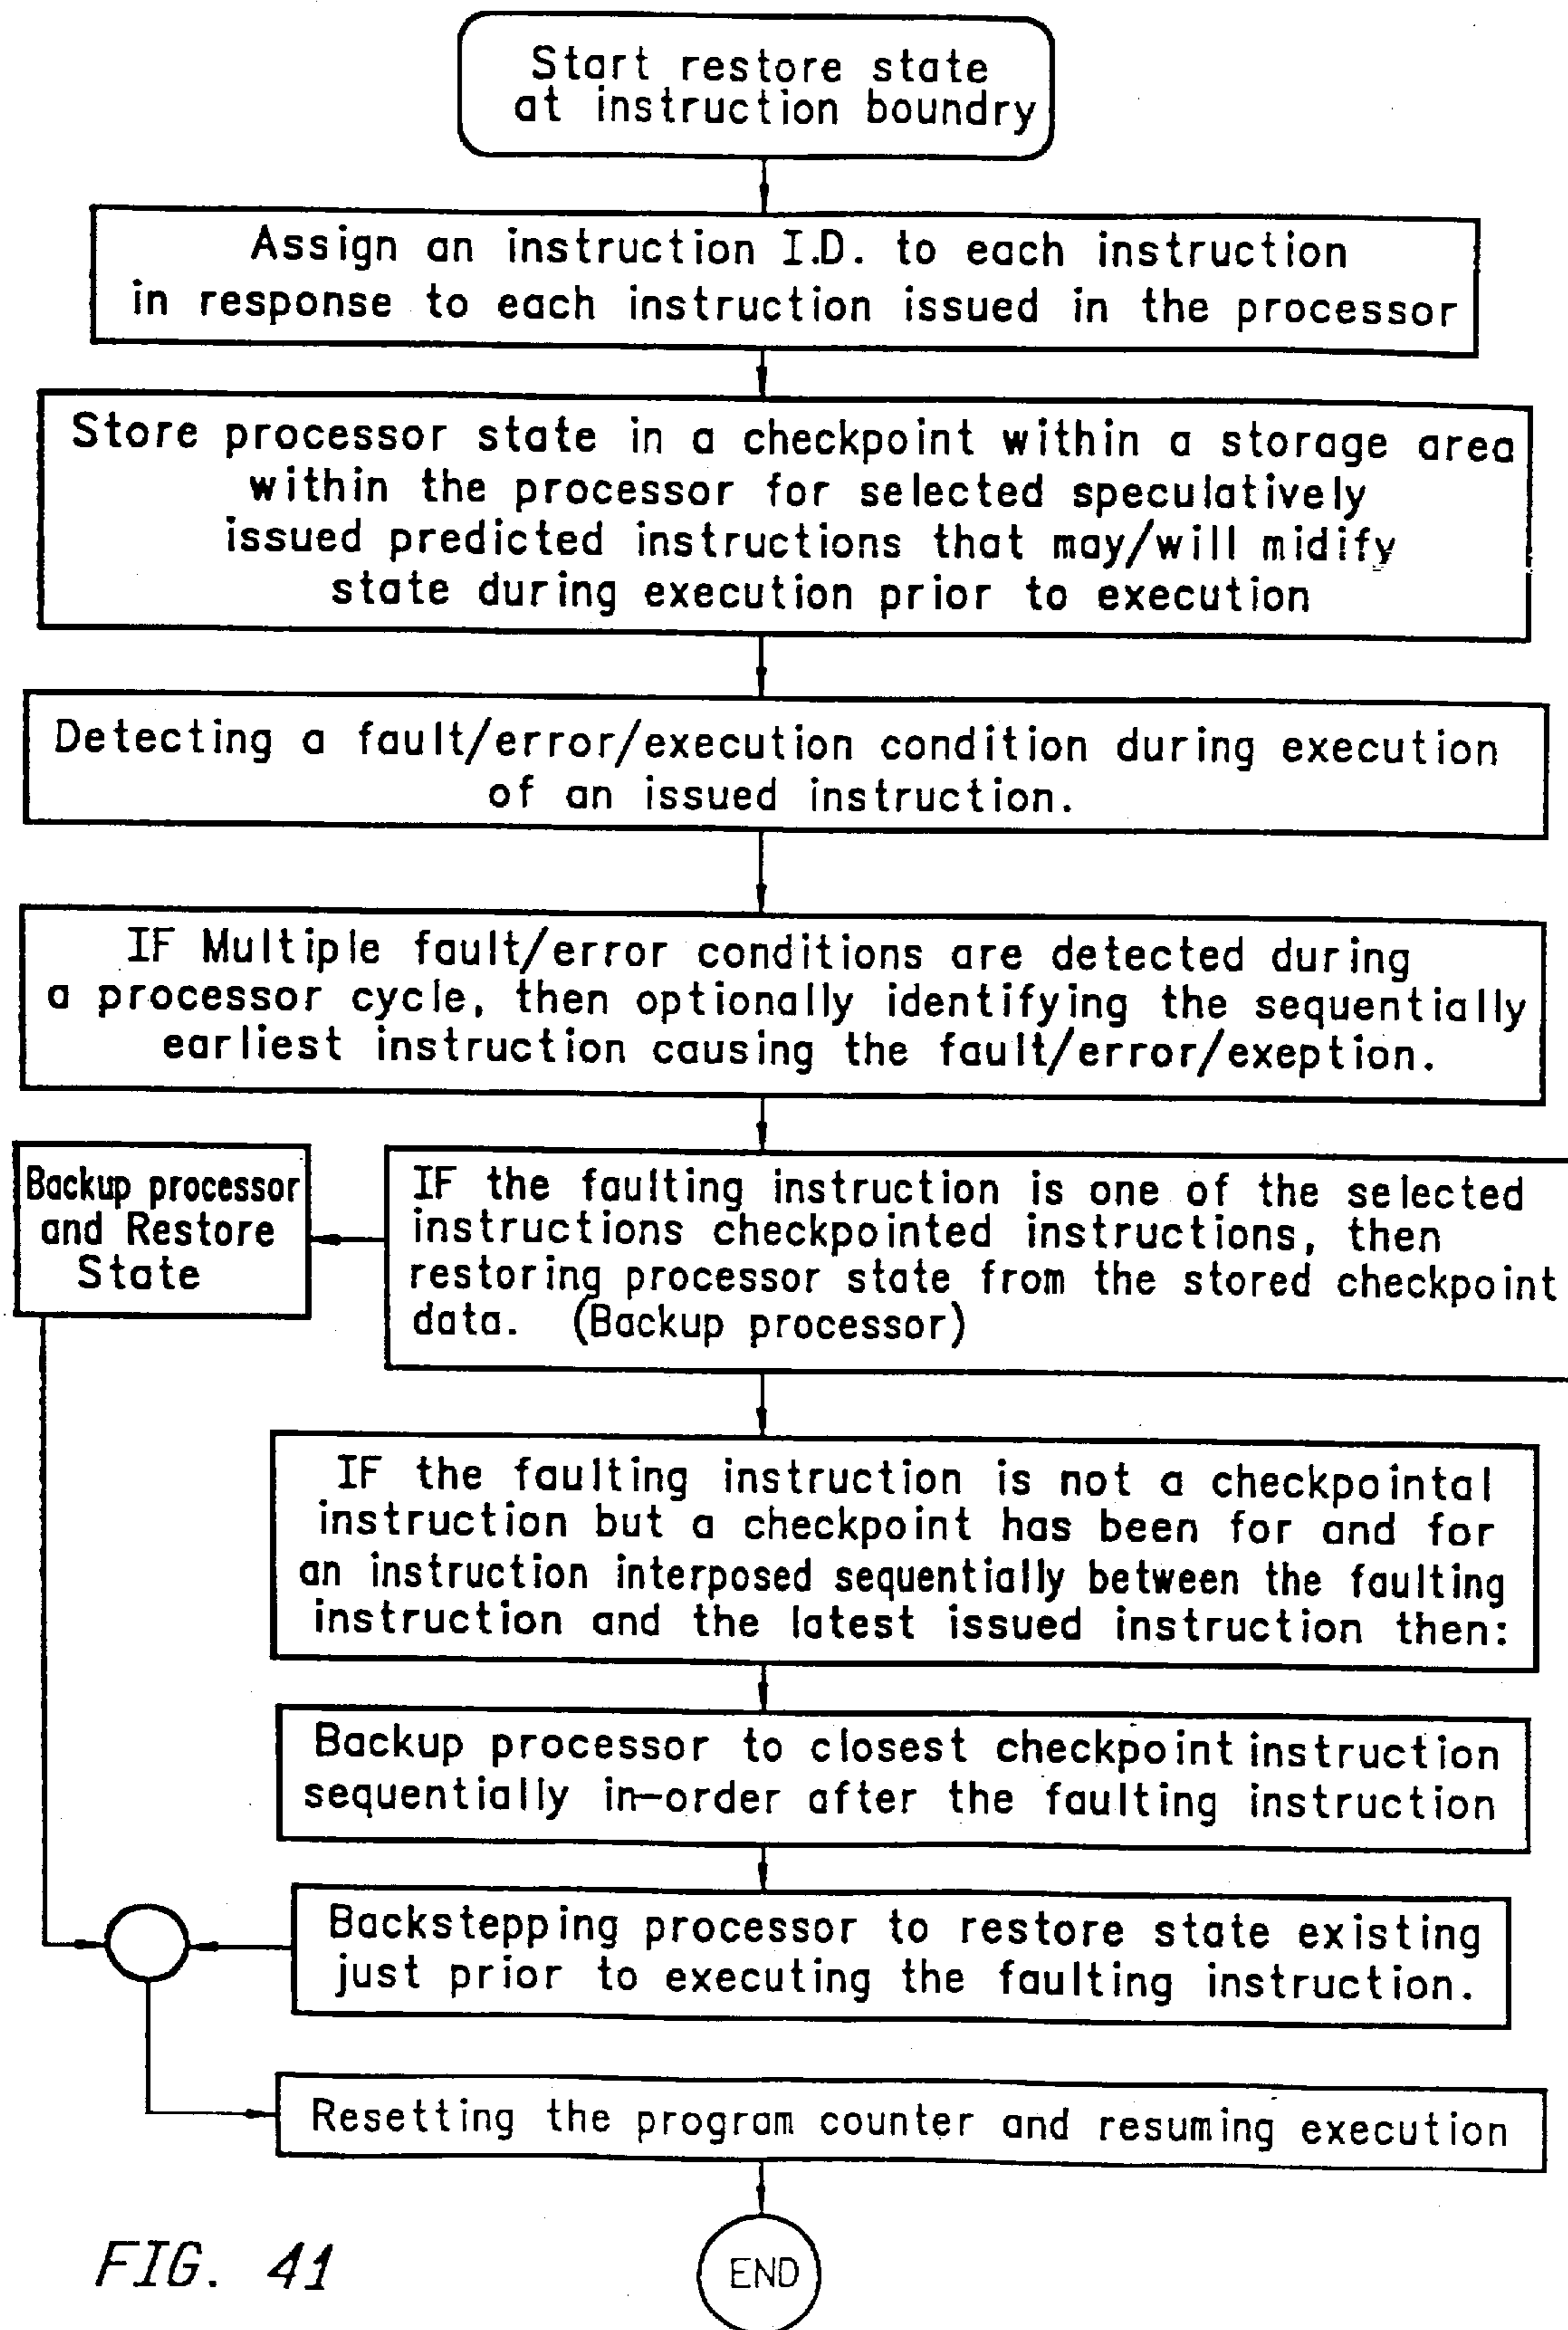 Start restore state
at instruction boundry
Assign an instruction I.D. to each instruction
in response to each instruction issued in the processor
Store processor state in a checkpoint within a storage area
within the processor for selected speculatively
issued predicted instructions that may/will midify
state during execution prior to execution
Detecting a fault/error/execution condition during execution
of an issued instruction.
IF Multiple fault/error conditions are detected during
a processor cycle, then optionally identifying the sequentially
earliest instruction causing the fault/error/exeption.
Backup processor
and Restore
State
IF the faulting instruction is one of the selected
instructions checkpointed instructions, then
restoring processor state from the stored checkpoint
data. (Backup processor)
IF the faulting instruction is not a checkpointal
instruction but a checkpoint has been for and for
an instruction interposed sequentially between the faulting
instruction and the latest issued instruction then:
Backup processor to closest checkpoint instruction
sequentially in-order after the faulting instruction
Backstepping processor to restore state existing
just prior to executing the faulting instruction.
Resetting the program counter and resuming execution
END
FIG. 41